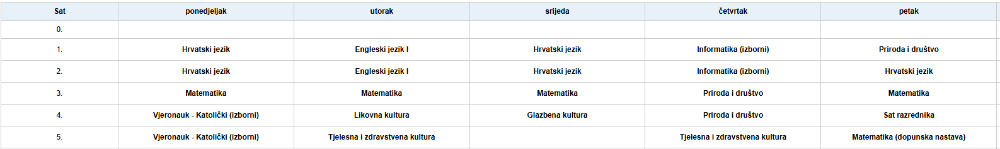 Sat ponedjeljak utorak srijeda četvrtak petak
0.
1. Hrvatski jezik Engleski jezik I Hrvatski jezik Informatika (izborni) Priroda i društvo
2. Hrvatski jezik Engleski jezik I Hrvatski jezik Informatika (izborni) Hrvatski jezik
3. Matematika Matematika Matematika Priroda i društvo Matematika
4. Vjeronauk - Katolički (izborni) Likovna kultura Glazbena kultura Priroda i društvo Sat razrednika
5. Vjeronauk - Katolički (izborni) Tjelesna i zdravstvena kultura Tjelesna i zdravstvena kultura Matematika (dopunska nastava)